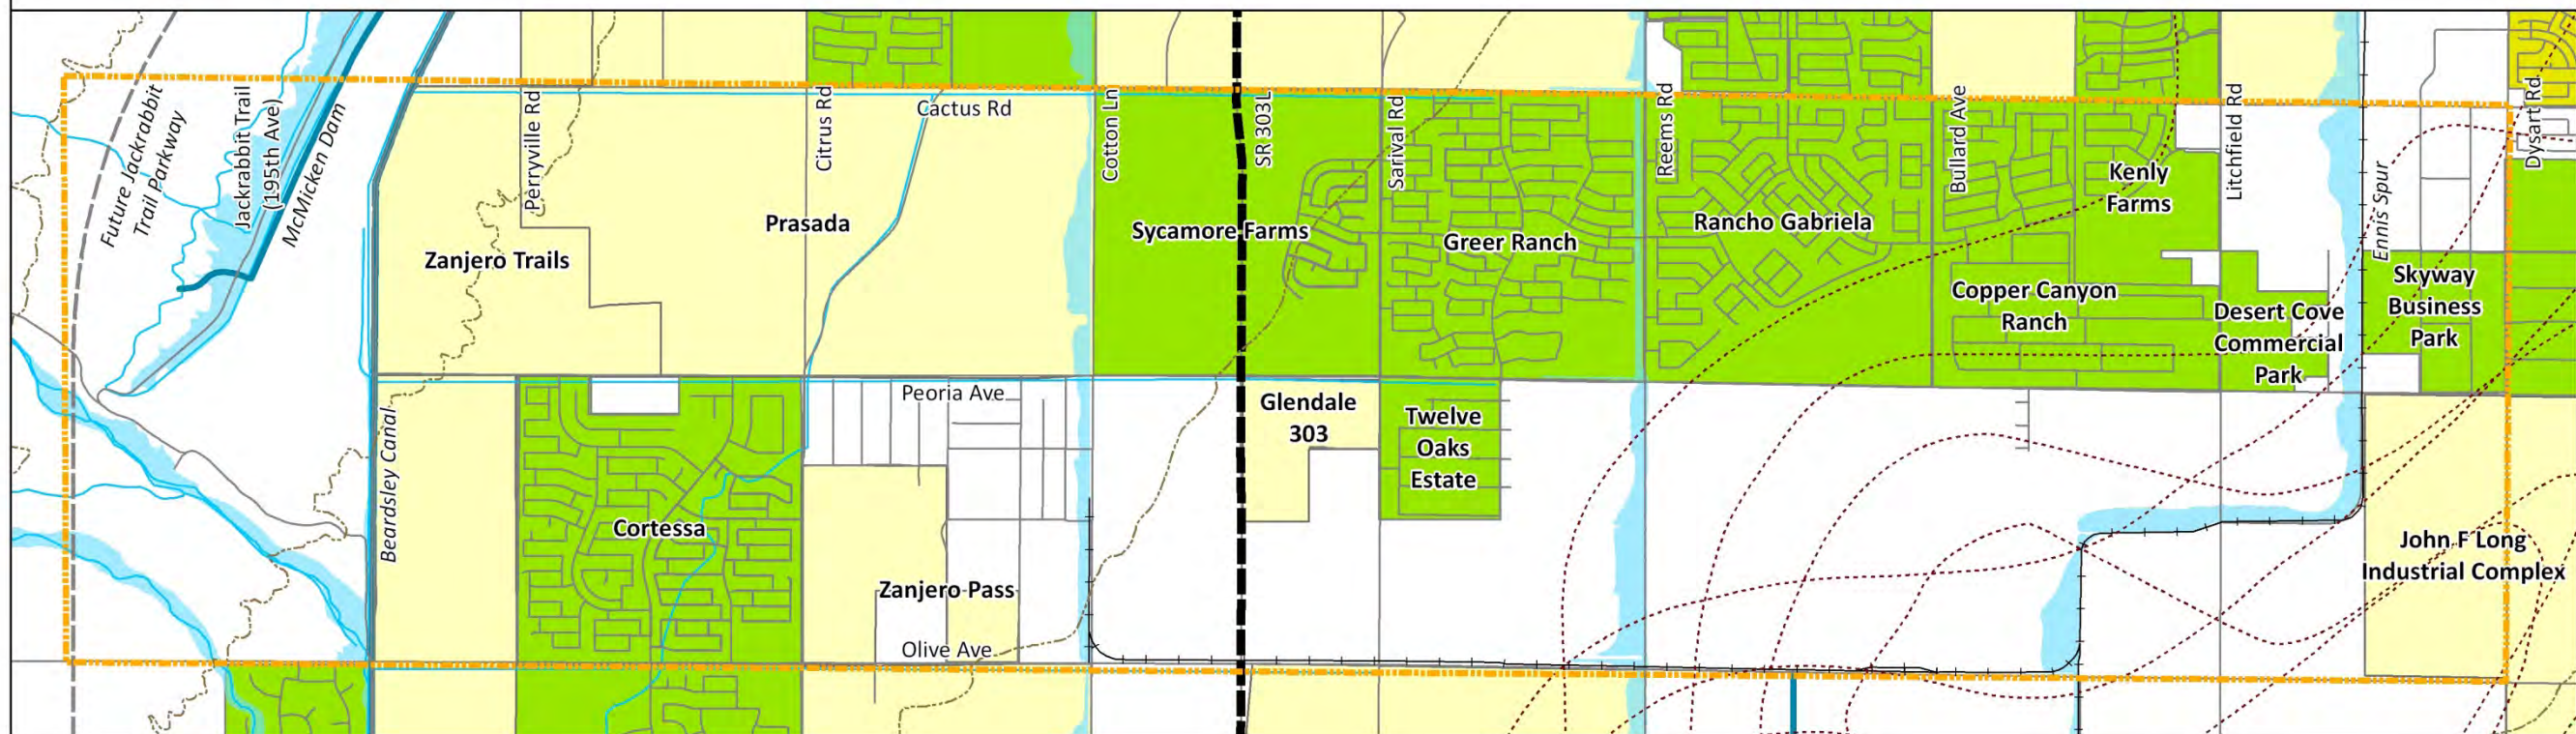 Future Jackrabbit
Trail Parkway
Jackrabbit Trail
(195th Ave)
McMicken Dam
Perryville Rd
Citrus Rd
Cactus Rd
Cotton Ln
SR 303L
Sarival Rd
Reems Rd
Bullard Ave
Litchfield Rd
Ennis Spur
Dysart Rd
Zanjero Trails
Prasada
Sycamore Farms
Greer Ranch
Rancho Gabriela
Kenly
Farms
Copper Canyon
Ranch
Desert Cove
Commercial
Park
Skyway
Business
Park
Beardsley Canal
Peoria Ave
Glendale
303
Twelve
Oaks
Estate
Cortessa
Zanjero Pass
Olive Ave
John F Long
Industrial Complex